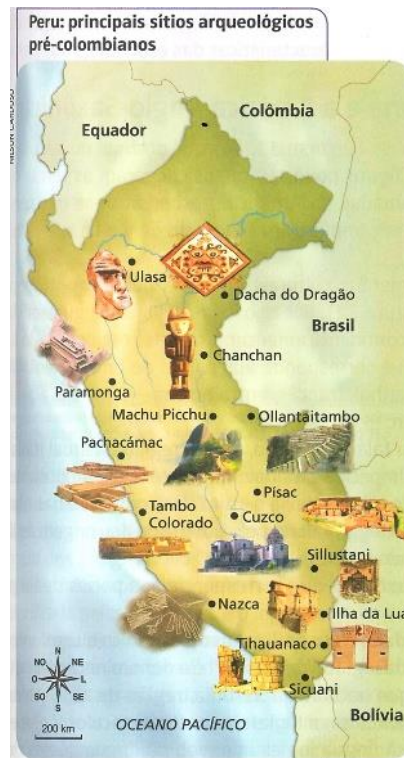 Peru: principais sítios arqueológicos
pré-colombianos
NILSON CARDOSO
Colômbia
Equador
Ulasa
Dacha do Dragão
Brasil
Chanchan
Paramonga
Machu Picchu
Ollantaitambo
Pachacámac
Písac
Tambo
Colorado
Cuzco
Sillustani
Nazca
Ilha da Lua
Tihauanaco
Sicuani
N
NO
NE
O
L
SO
SE
S
Bolívia
200 km
OCEANO PACÍFICO